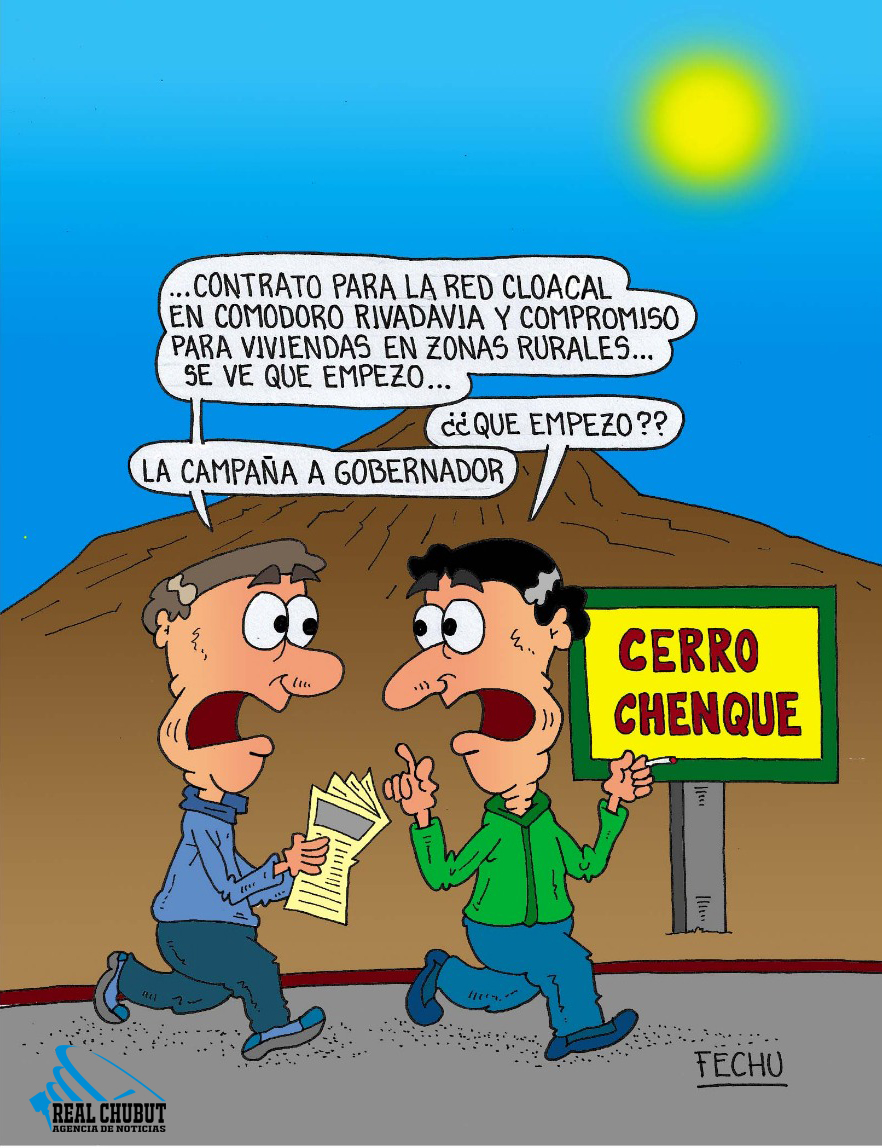 ...CONTRATO PARA LA RED CLOACAL
EN COMODORO RIVADAVIA Y COMPROMISO
PARA VIVIENDAS EN ZONAS RURALES...
SE VE QUE EMPEZO...
¿¿QUE EMPEZO??
LA CAMPAÑA A GOBERNADOR
CERRO
CHENQUE
FECHU
REAL CHUBUT
AGENCIA DE NOTICIAS